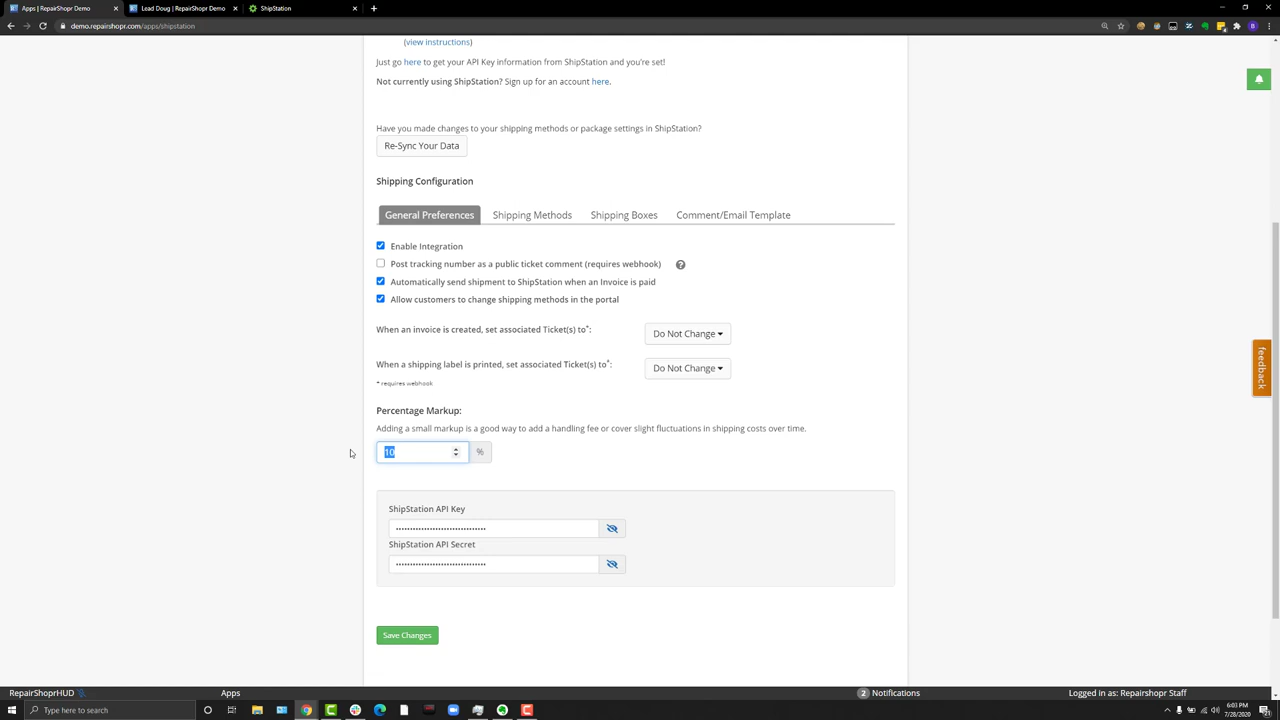 Apps | RepairShopr Demo
Lead Doug | RepairShopr Demo
ShipStation
demo.repairshopr.com/apps/shipstation
(view instructions)
Just go here to get your API Key information from ShipStation and you're set!
Not currently using ShipStation? Sign up for an account here.
Have you made changes to your shipping methods or package settings in ShipStation?
Re-Sync Your Data
Shipping Configuration
General Preferences
Shipping Methods
Shipping Boxes
Comment/Email Template
Enable Integration
Post tracking number as a public ticket comment (requires webhook)
Automatically send shipment to ShipStation when an Invoice is paid
Allow customers to change shipping methods in the portal
When an invoice is created, set associated Ticket(s) to*:
Do Not Change
When a shipping label is printed, set associated Ticket(s) to*:
Do Not Change
* requires webhook
Percentage Markup:
Adding a small markup is a good way to add a handling fee or cover slight fluctuations in shipping costs over time.
10 %
ShipStation API Key
ShipStation API Secret
Save Changes
feedback
RepairShoprHUD
Apps
2 Notifications
Logged in as: Repairshopr Staff
Type here to search
6:03 PM
7/28/2020